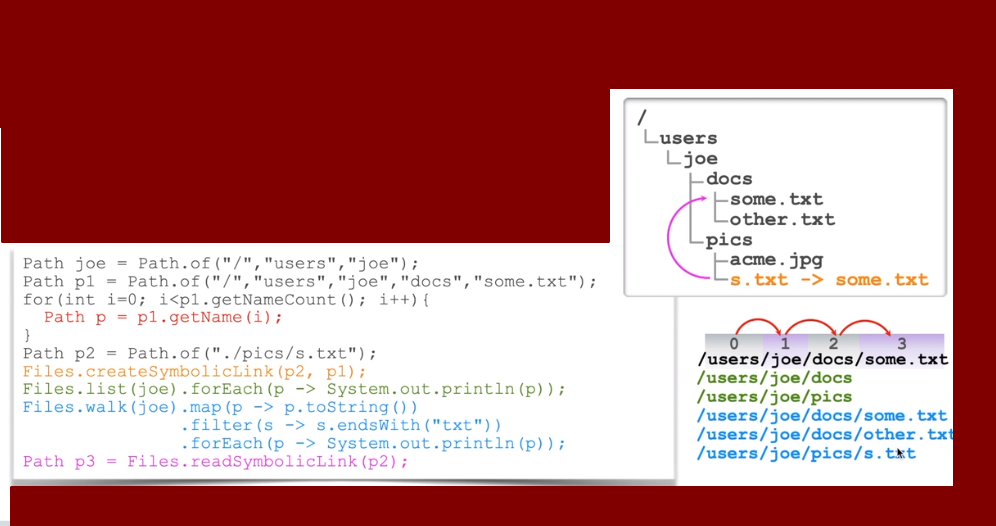 /
users
joe
docs
some.txt
other.txt
pics
acme.jpg
s.txt -> some.txt
Path joe = Path.of("/","users","joe");
Path p1 = Path.of("/","users","joe","docs","some.txt");
for(int i=0; i<p1.getNameCount(); i++){
  Path p = p1.getName(i);
}
Path p2 = Path.of("./pics/s.txt");
Files.createSymbolicLink(p2, p1);
Files.list(joe).forEach(p -> System.out.println(p));
Files.walk(joe).map(p -> p.toString())
               .filter(s -> s.endsWith("txt"))
               .forEach(p -> System.out.println(p));
Path p3 = Files.readSymbolicLink(p2);
0 1 2 3
/users/joe/docs/some.txt
/users/joe/docs
/users/joe/pics
/users/joe/docs/some.txt
/users/joe/docs/other.txt
/users/joe/pics/s.txt